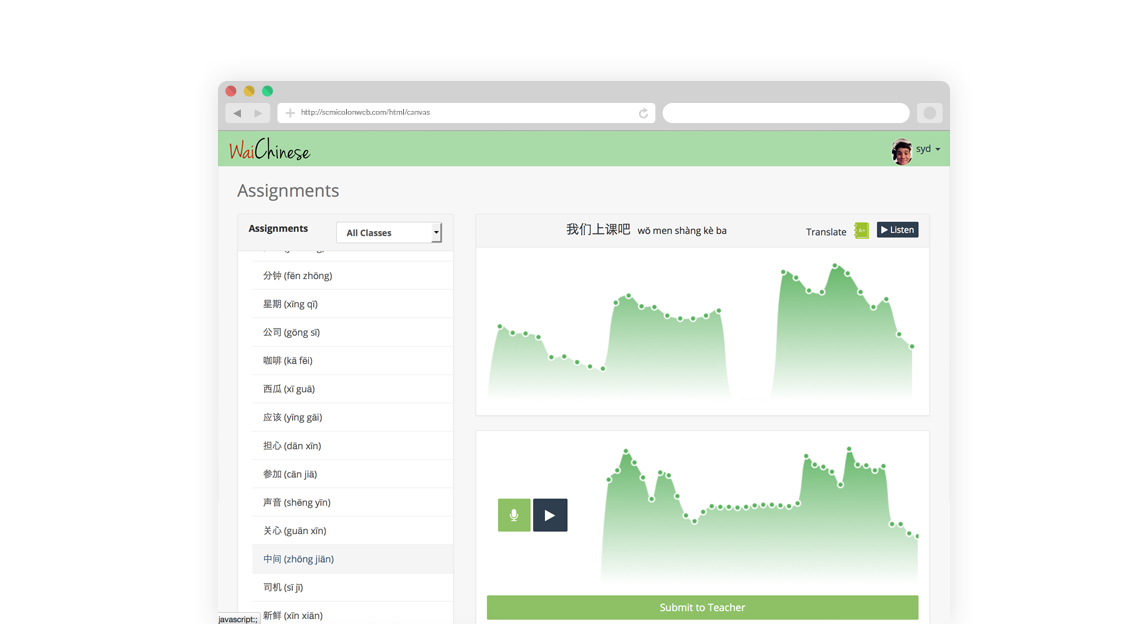 http://semicolonweb.com/html/canvas
WaiChinese
syd
Assignments
Assignments
All Classes
分钟 (fēn zhōng)
星期 (xīng qī)
公司 (gōng sī)
咖啡 (kā fēi)
西瓜 (xī guā)
应该 (yīng gāi)
担心 (dān xīn)
参加 (cān jiā)
声音 (shēng yīn)
关心 (guān xīn)
中间 (zhōng jiān)
司机 (sī jī)
新鲜 (xīn xiān)
javascript:;
我们上课吧 wǒ men shàng kè ba
Translate
A+
Listen
Submit to Teacher